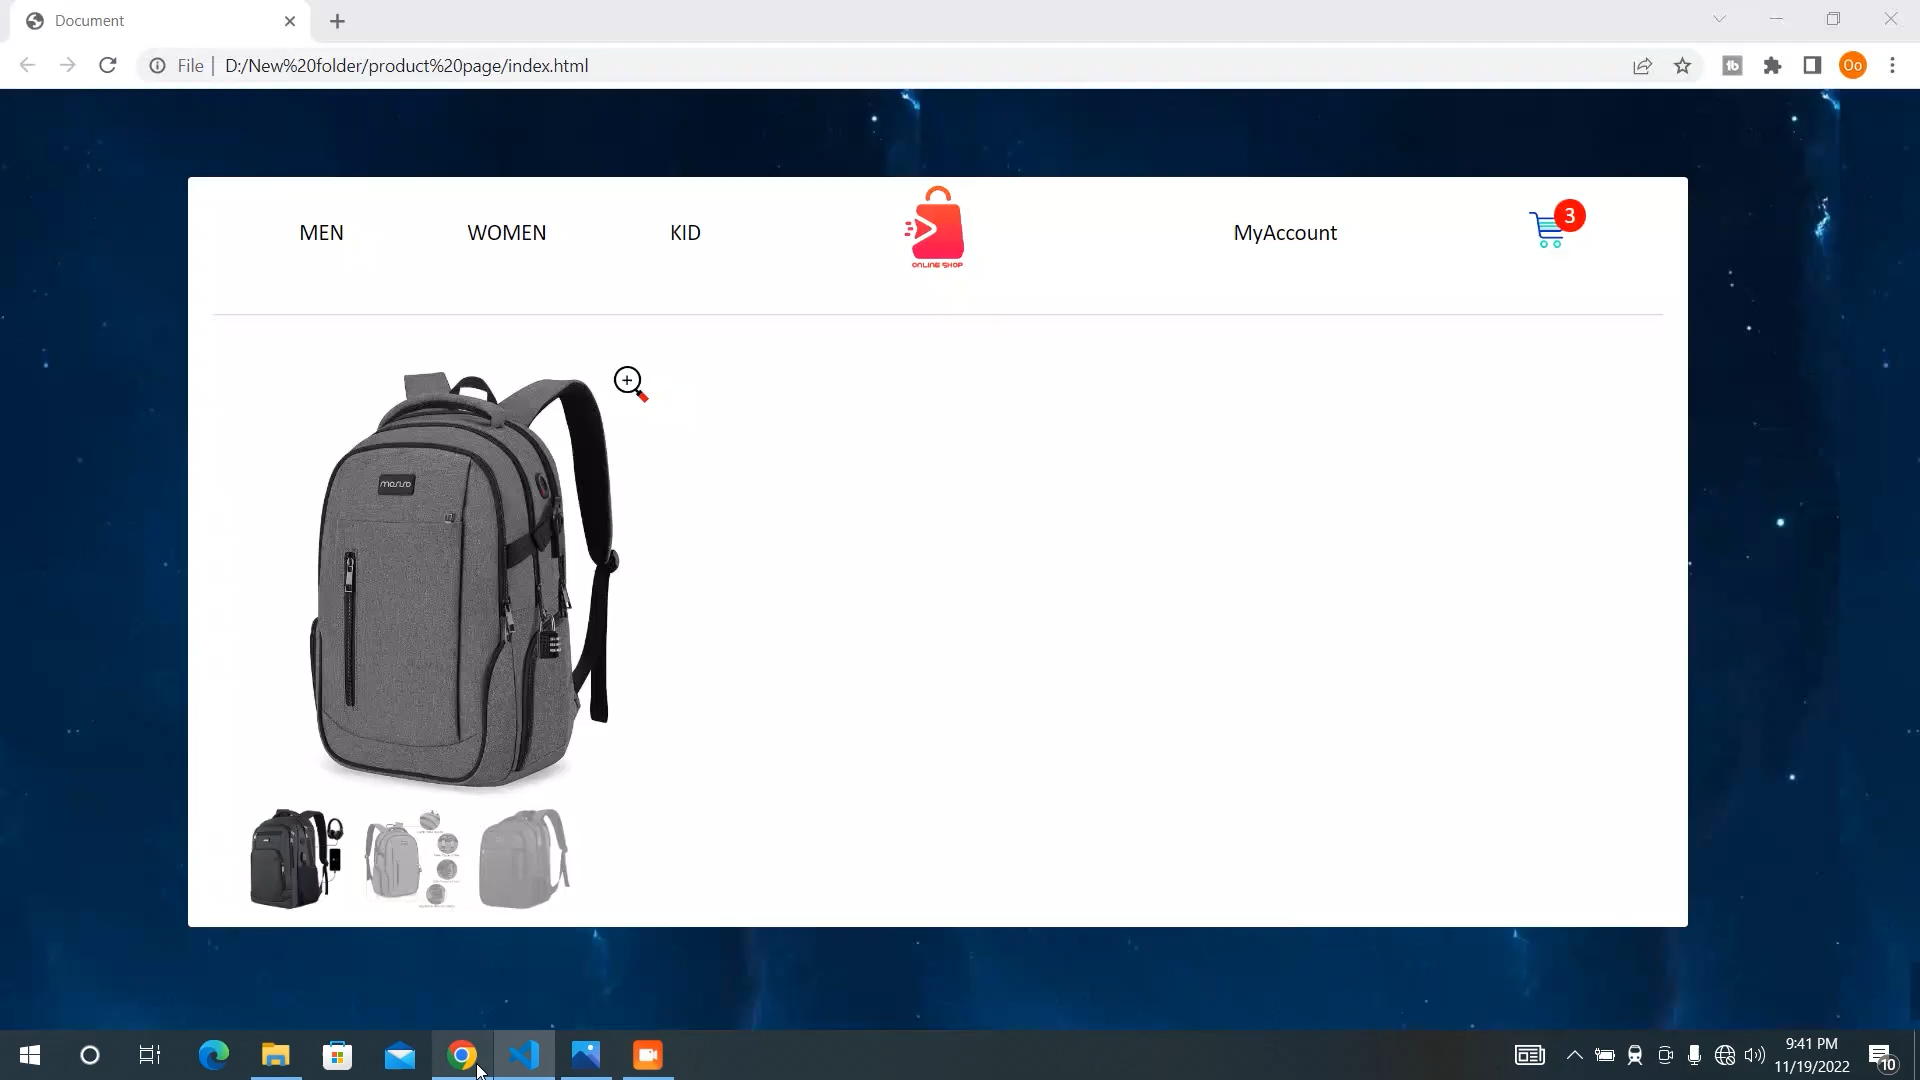 Document
File
D:/New%20folder/product%20page/index.html
Oo
MEN
WOMEN
KID
ONLINE SHOP
MyAccount
3
9:41 PM
11/19/2022
10